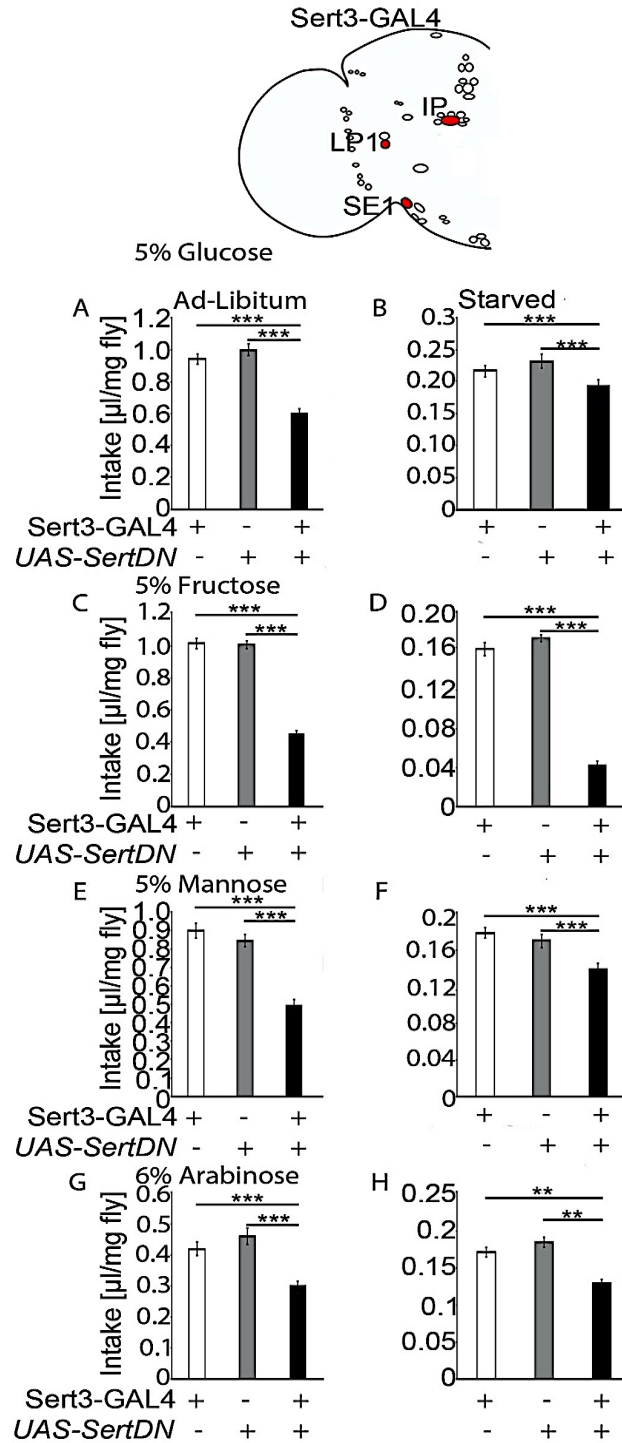 Sert3-GAL4
IP
LP1
SE1
5% Glucose
A Ad-Libitum B Starved
Intake [µl/mg fly]
1.2
1.0
0.8
0.6
0.4
0.2
0
*** ***
0.3
0.25
0.20
0.15
0.10
0.05
0
*** ***
Sert3-GAL4 + - + + - +
UAS-SertDN - + + - + +
5% Fructose
C D
Intake [µl/mg fly]
1.2
1.0
0.8
0.6
0.4
0.2
0
*** ***
0.20
0.16
0.12
0.08
0.04
0
*** ***
Sert3-GAL4 + - + + - +
UAS-SertDN - + + - + +
5% Mannose
E F
Intake [µl/mg fly]
1.0
0.9
0.8
0.7
0.6
0.5
0.4
0.3
0.2
0.1
0
*** ***
0.2
0.16
0.12
0.08
0.04
0
*** ***
Sert3-GAL4 + - + + - +
UAS-SertDN - + + - + +
6% Arabinose
G H
Intake [µl/mg fly]
0.6
0.5
0.4
0.3
0.2
0.1
0
*** ***
0.25
0.2
0.15
0.1
0.05
0
** **
Sert3-GAL4 + - + + - +
UAS-SertDN - + + - + +